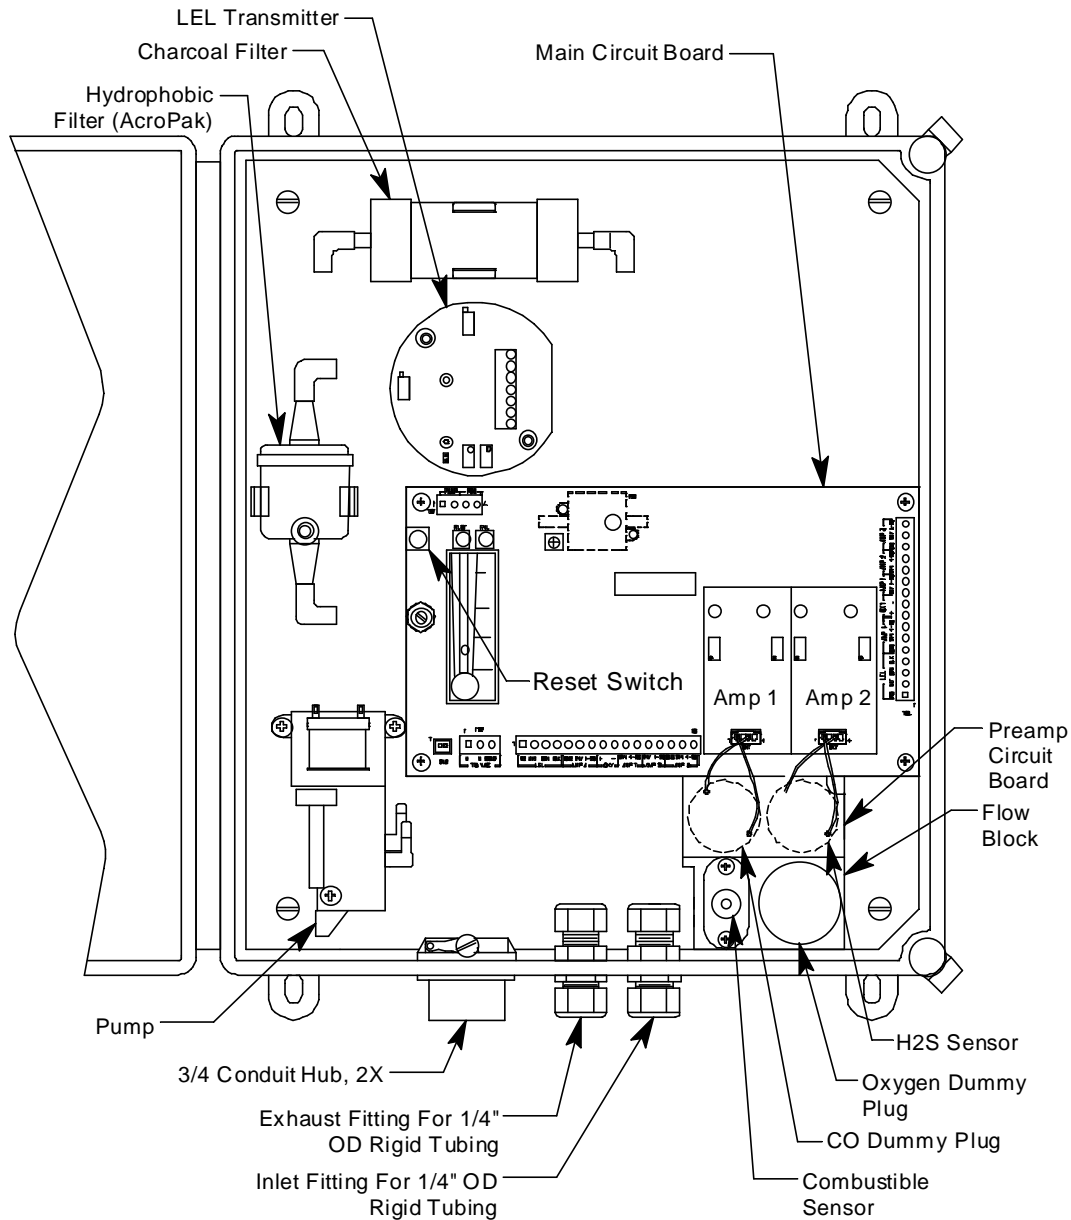 LEL Transmitter
Charcoal Filter
Main Circuit Board
Hydrophobic
Filter (AcroPak)
Reset Switch
Amp 1
Amp 2
Preamp
Circuit
Board
Flow
Block
Pump
H2S Sensor
3/4 Conduit Hub, 2X
Oxygen Dummy
Plug
Exhaust Fitting For 1/4"
OD Rigid Tubing
CO Dummy Plug
Inlet Fitting For 1/4" OD
Rigid Tubing
Combustible
Sensor